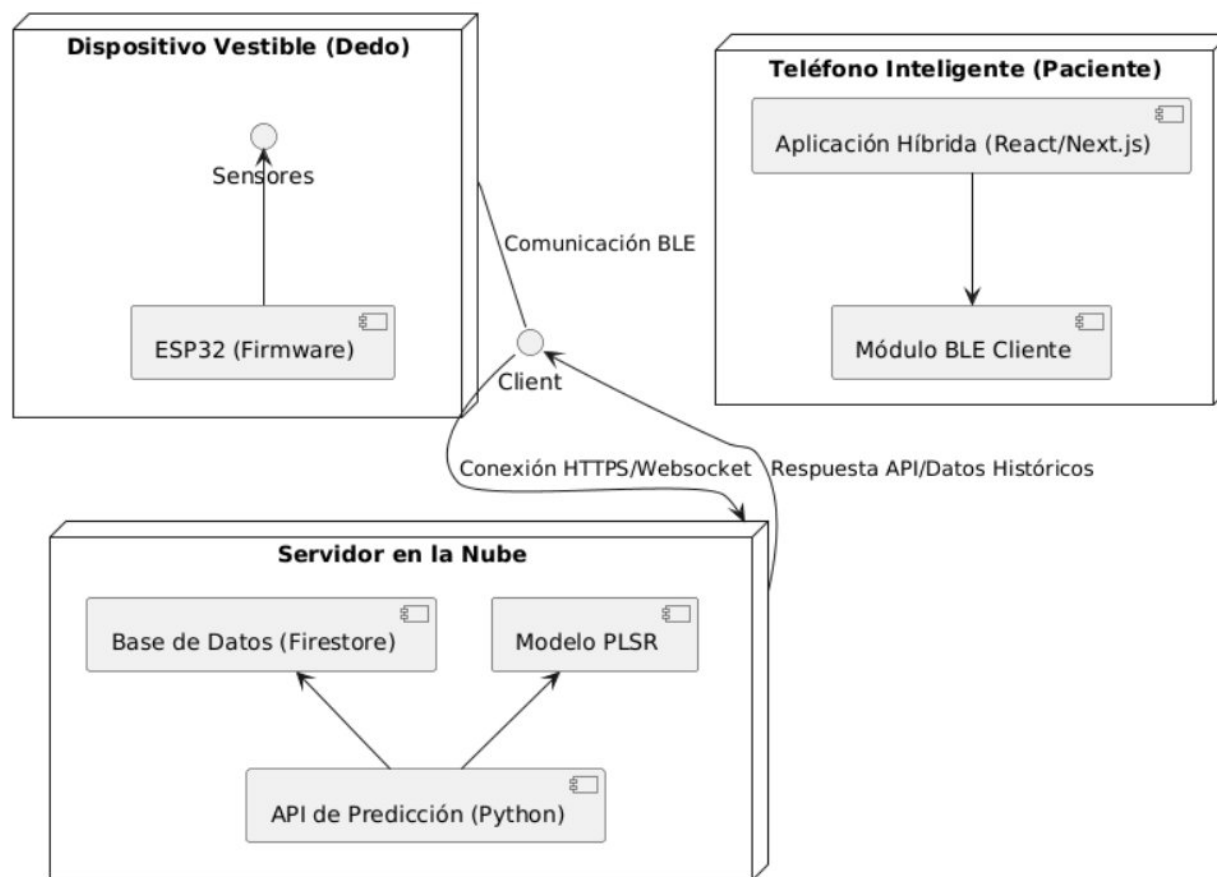 Dispositivo Vestible (Dedo)
Sensores
ESP32 (Firmware)
Teléfono Inteligente (Paciente)
Aplicación Híbrida (React/Next.js)
Módulo BLE Cliente
Comunicación BLE
Client
Conexión HTTPS/Websocket
Respuesta API/Datos Históricos
Servidor en la Nube
Base de Datos (Firestore)
Modelo PLSR
API de Predicción (Python)